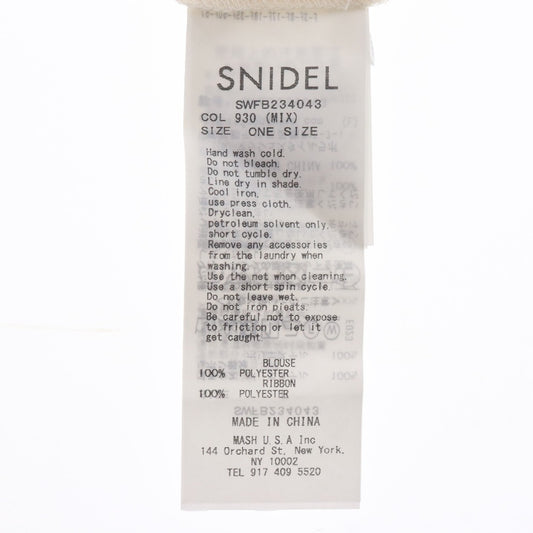 SNIDEL
SWFB234043
COL 930 (MIX)
SIZE ONE SIZE
Hand wash cold.
Do not bleach.
Do not tumble dry.
Line dry in shade.
Cool iron,
use press cloth.
Dryclean,
petroleum solvent only,
short cycle.
Remove any accessories
from the laundry when
washing.
Use the net when cleaning.
Use a short spin cycle.
Do not leave wet.
Do not iron pleats.
Be careful not to expose
to friction or let it
get caught.
BLOUSE
100% POLYESTER
RIBBON
100% POLYESTER
SWFB234043
MADE IN CHINA
MASH U.S.A Inc
144 Orchard St, New York.
NY 10002
TEL 917 409 5520